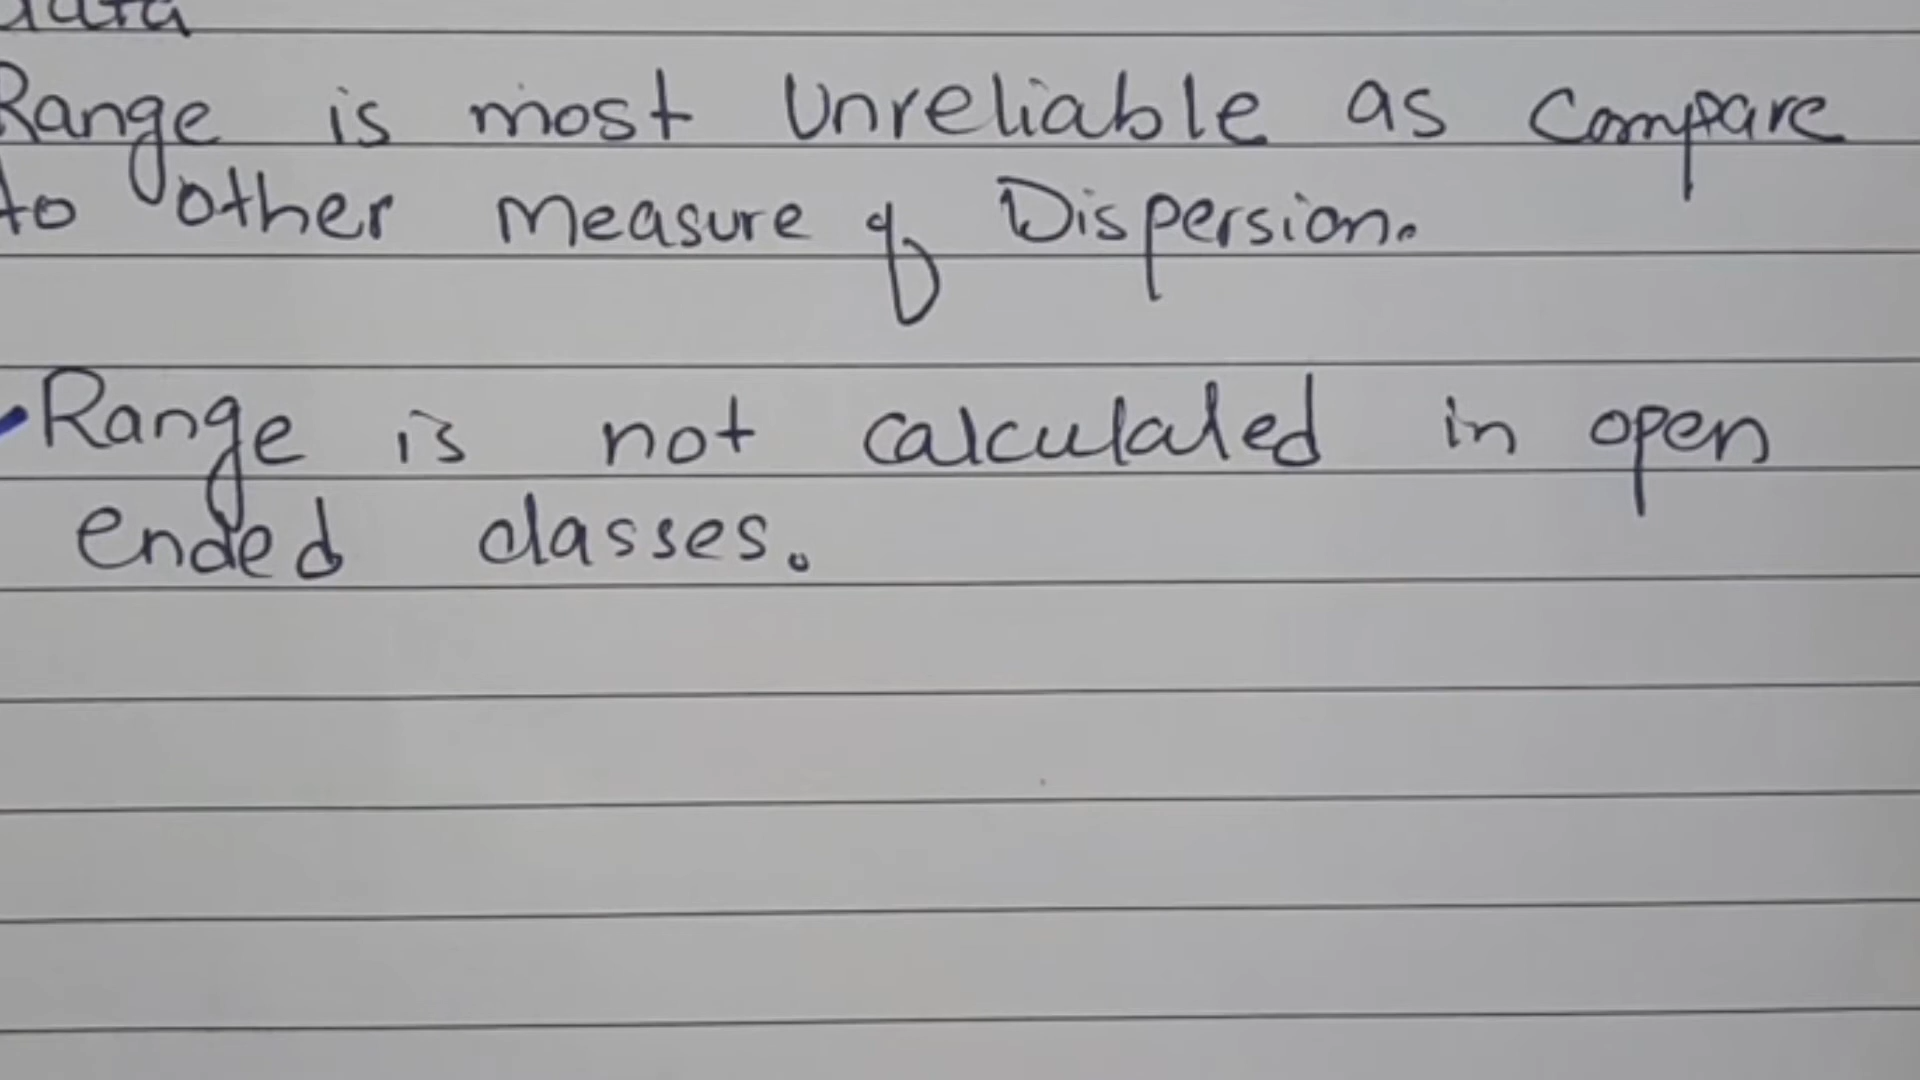 data
Range is most Unreliable as Compare
to other measure of Dispersion.
Range is not calculated in open
ended classes.